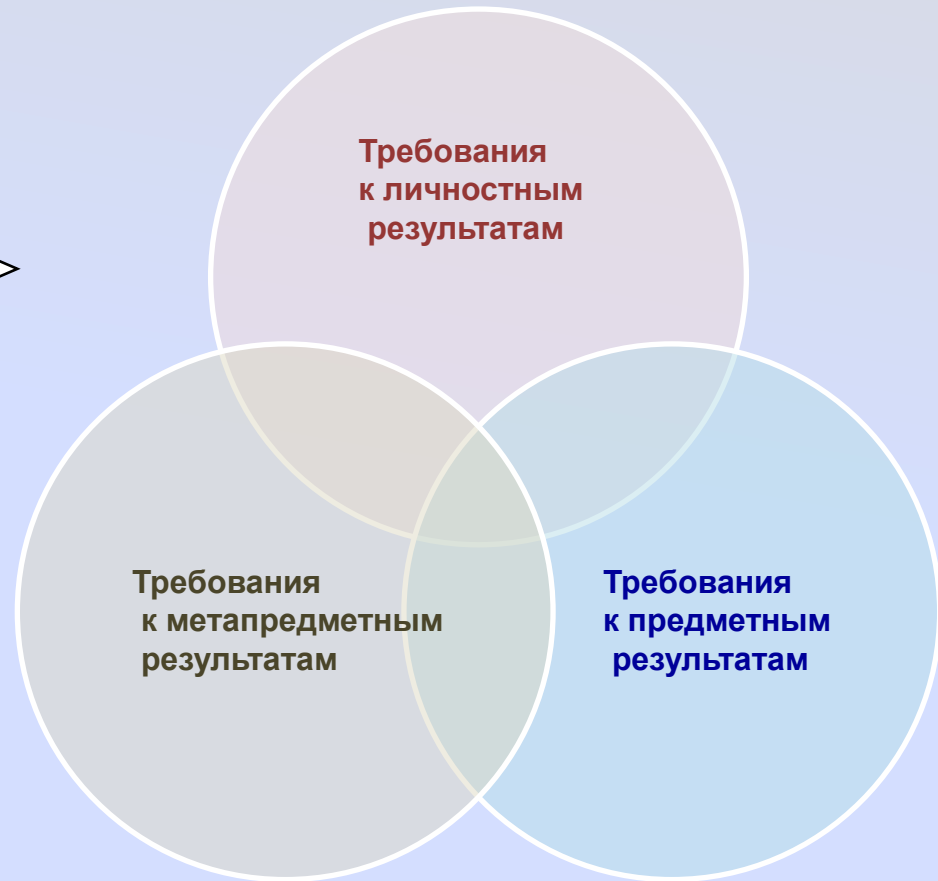 Требования
к личностным
результатам
Требования
к метапредметным
результатам
Требования
к предметным
результатам